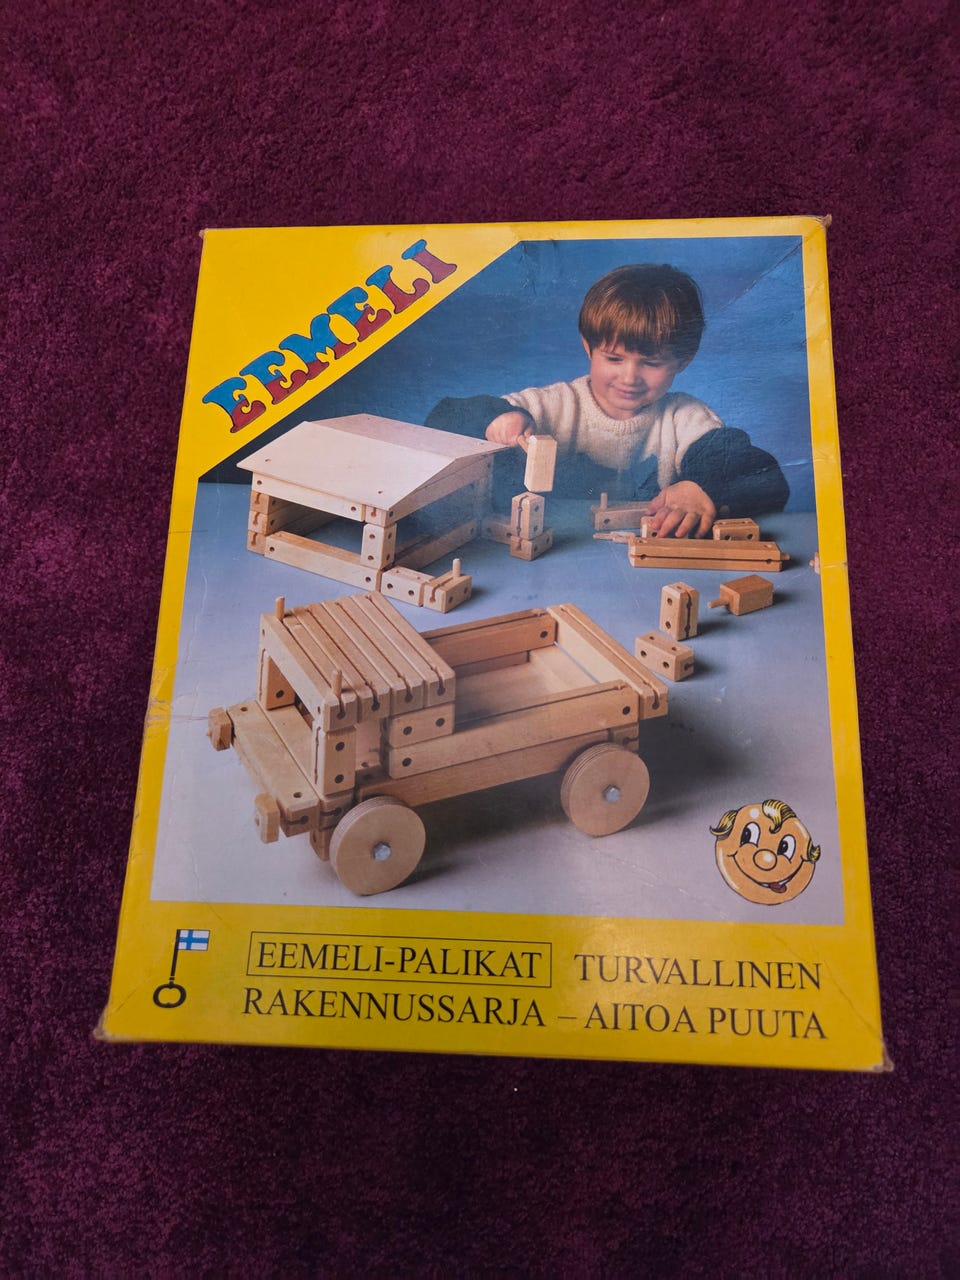 EEMELI
EEMELI-PALIKAT TURVALLINEN
RAKENNUSSARJA – AITOA PUUTA